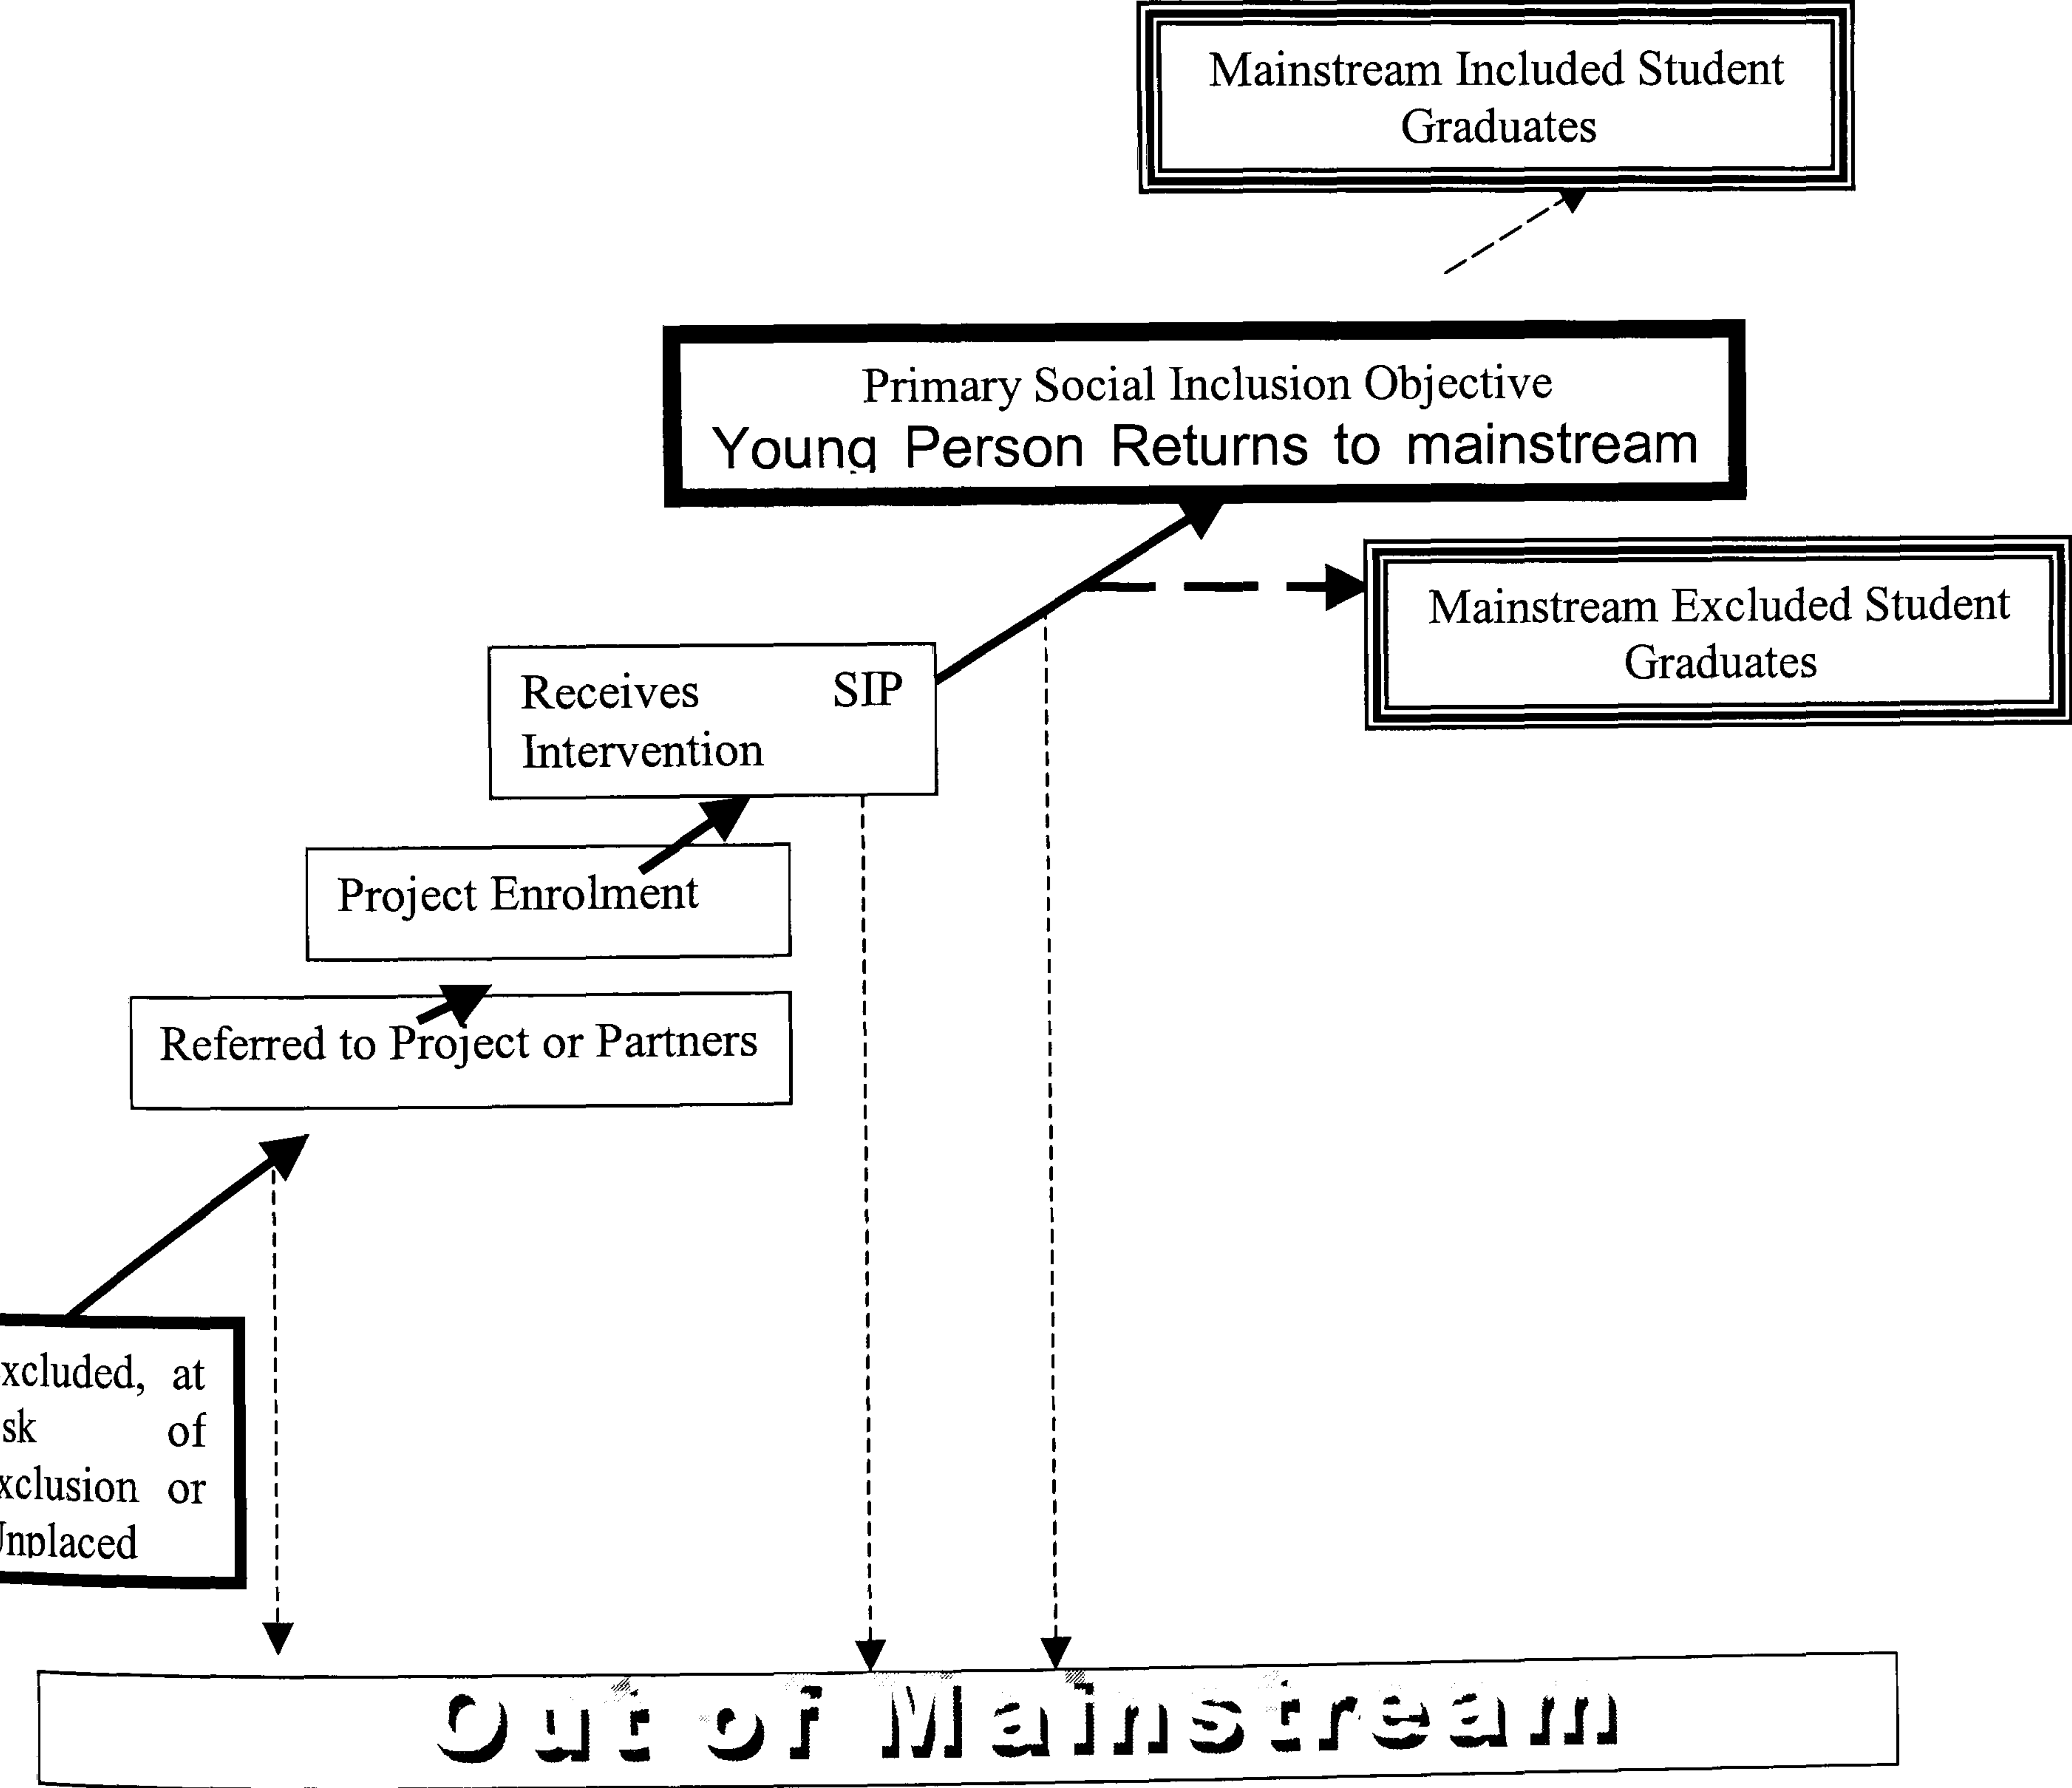 Mainstream Included Student
Graduates
Primary Social Inclusion Objective
Young Person Returns to mainstream
Mainstream Excluded Student
Graduates
Receives SIP
Intervention
Project Enrolment
Referred to Project or Partners
xcluded, at
sk of
xclusion or
Unplaced
Out of Mainstream